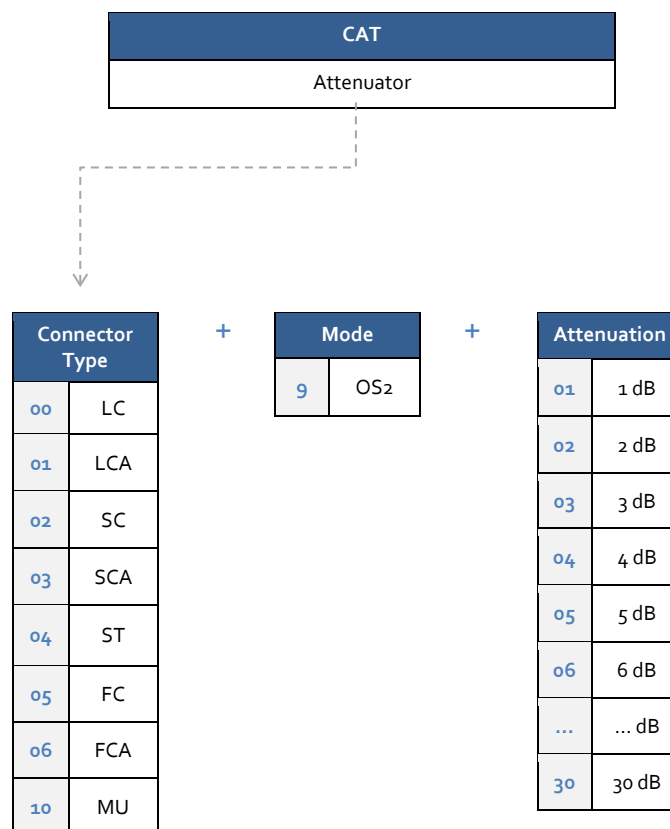 CAT
Attenuator
Connector
Type
00 LC
01 LCA
02 SC
03 SCA
04 ST
05 FC
06 FCA
10 MU
+
Mode
9 OS2
+
Attenuation
01 1 dB
02 2 dB
03 3 dB
04 4 dB
05 5 dB
06 6 dB
... ... dB
30 30 dB